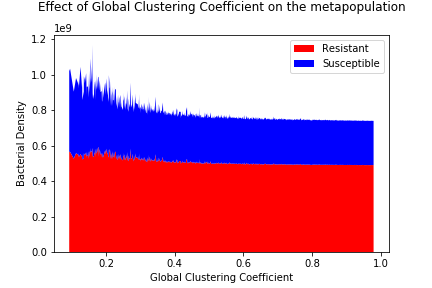 Effect of Global Clustering Coefficient on the metapopulation
1e9
1.2
1.0
0.8
0.6
0.4
0.2
0.0
Bacterial Density
Resistant
Susceptible
0.2 0.4 0.6 0.8 1.0
Global Clustering Coefficient